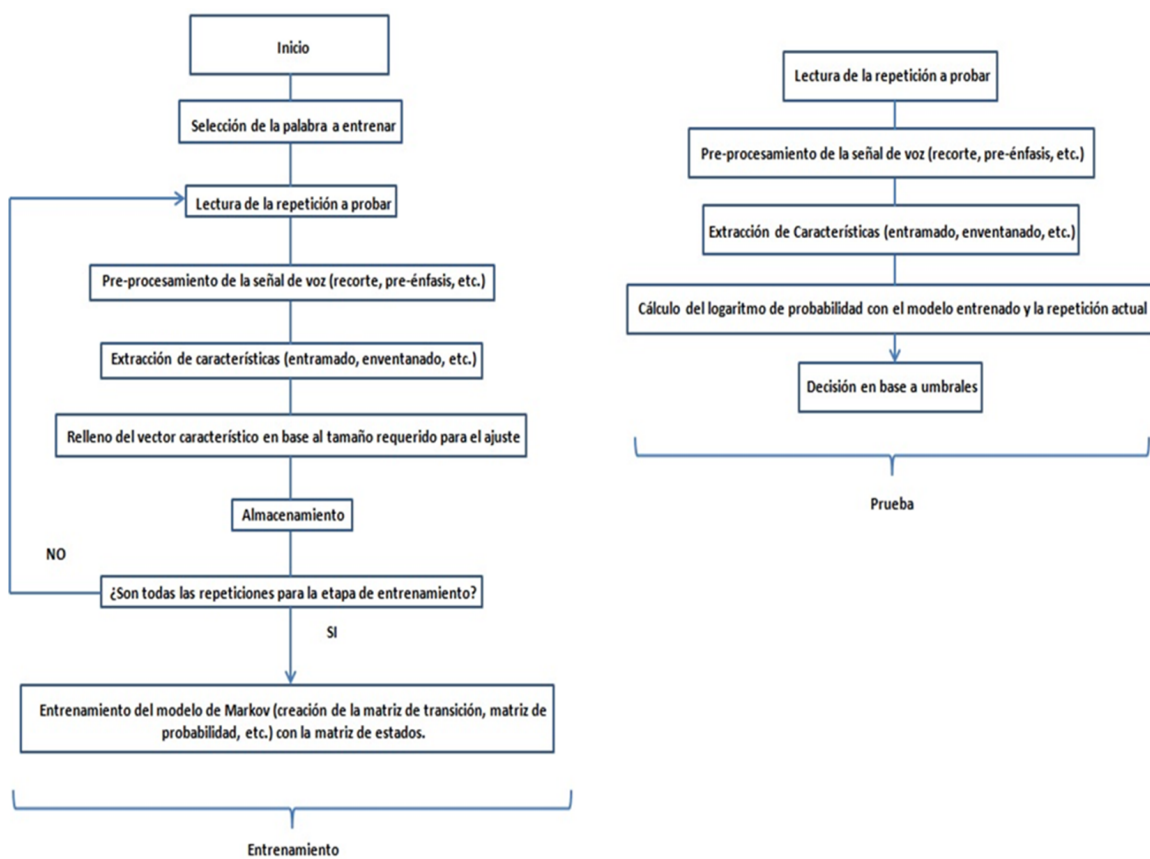 Inicio
Selección de la palabra a entrenar
Lectura de la repetición a probar
Pre-procesamiento de la señal de voz (recorte, pre-énfasis, etc.)
Extracción de características (entramado, enventanado, etc.)
Relleno del vector característico en base al tamaño requerido para el ajuste
Almacenamiento
NO
¿Son todas las repeticiones para la etapa de entrenamiento?
SI
Entrenamiento del modelo de Markov (creación de la matriz de transición, matriz de
probabilidad, etc.) con la matriz de estados.
Entrenamiento
Lectura de la repetición a probar
Pre-procesamiento de la señal de voz (recorte, pre-énfasis, etc.)
Extracción de Características (entramado, enventanado, etc.)
Cálculo del logaritmo de probabilidad con el modelo entrenado y la repetición actual
Decisión en base a umbrales
Prueba